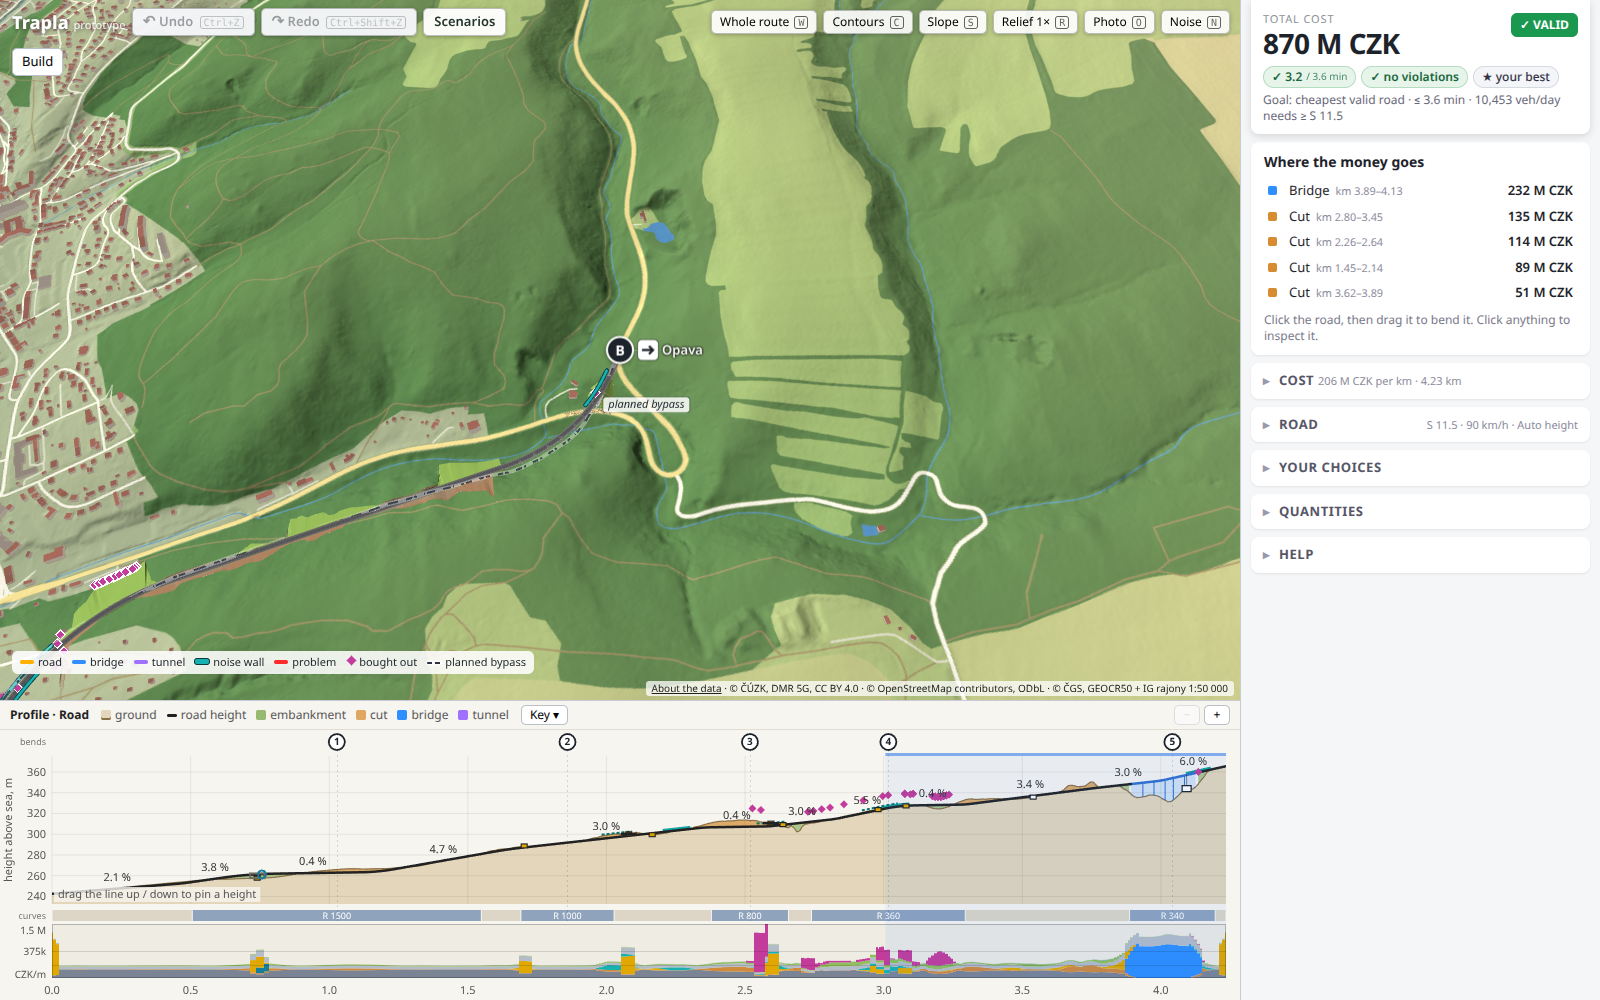 Trapla prototype
↶ Undo Ctrl+Z
↷ Redo Ctrl+Shift+Z
Scenarios
Whole route W
Contours C
Slope S
Relief 1× R
Photo O
Noise N
Build
B ➜ Opava
planned bypass
road
bridge
tunnel
noise wall
problem
bought out
planned bypass
About the data · © ČÚZK, DMR 5G, CC BY 4.0 · © OpenStreetMap contributors, ODbL · © ČGS, GEOCR50 + IG rajony 1:50 000
TOTAL COST
870 M CZK
✓ VALID
✓ 3.2 / 3.6 min
✓ no violations
★ your best
Goal: cheapest valid road · ≤ 3.6 min · 10,453 veh/day
needs ≥ S 11.5
Where the money goes
Bridge km 3.89–4.13 232 M CZK
Cut km 2.80–3.45 135 M CZK
Cut km 2.26–2.64 114 M CZK
Cut km 1.45–2.14 89 M CZK
Cut km 3.62–3.89 51 M CZK
Click the road, then drag it to bend it. Click anything to
inspect it.
▶ COST 206 M CZK per km · 4.23 km
▶ ROAD S 11.5 · 90 km/h · Auto height
▶ YOUR CHOICES
▶ QUANTITIES
▶ HELP
Profile · Road
ground
road height
embankment
cut
bridge
tunnel
Key ▾
−
+
bends
1 2 3 4 5
height above sea, m
360
340
320
300
280
260
240
2.1 %
3.8 %
0.4 %
4.7 %
3.0 %
0.4 %
3.0 %
5.5 %
0.4 %
3.4 %
3.0 %
6.0 %
drag the line up / down to pin a height
curves
R 1500
R 1000
R 800
R 360
R 340
1.5 M
375k
CZK/m
0.0 0.5 1.0 1.5 2.0 2.5 3.0 3.5 4.0